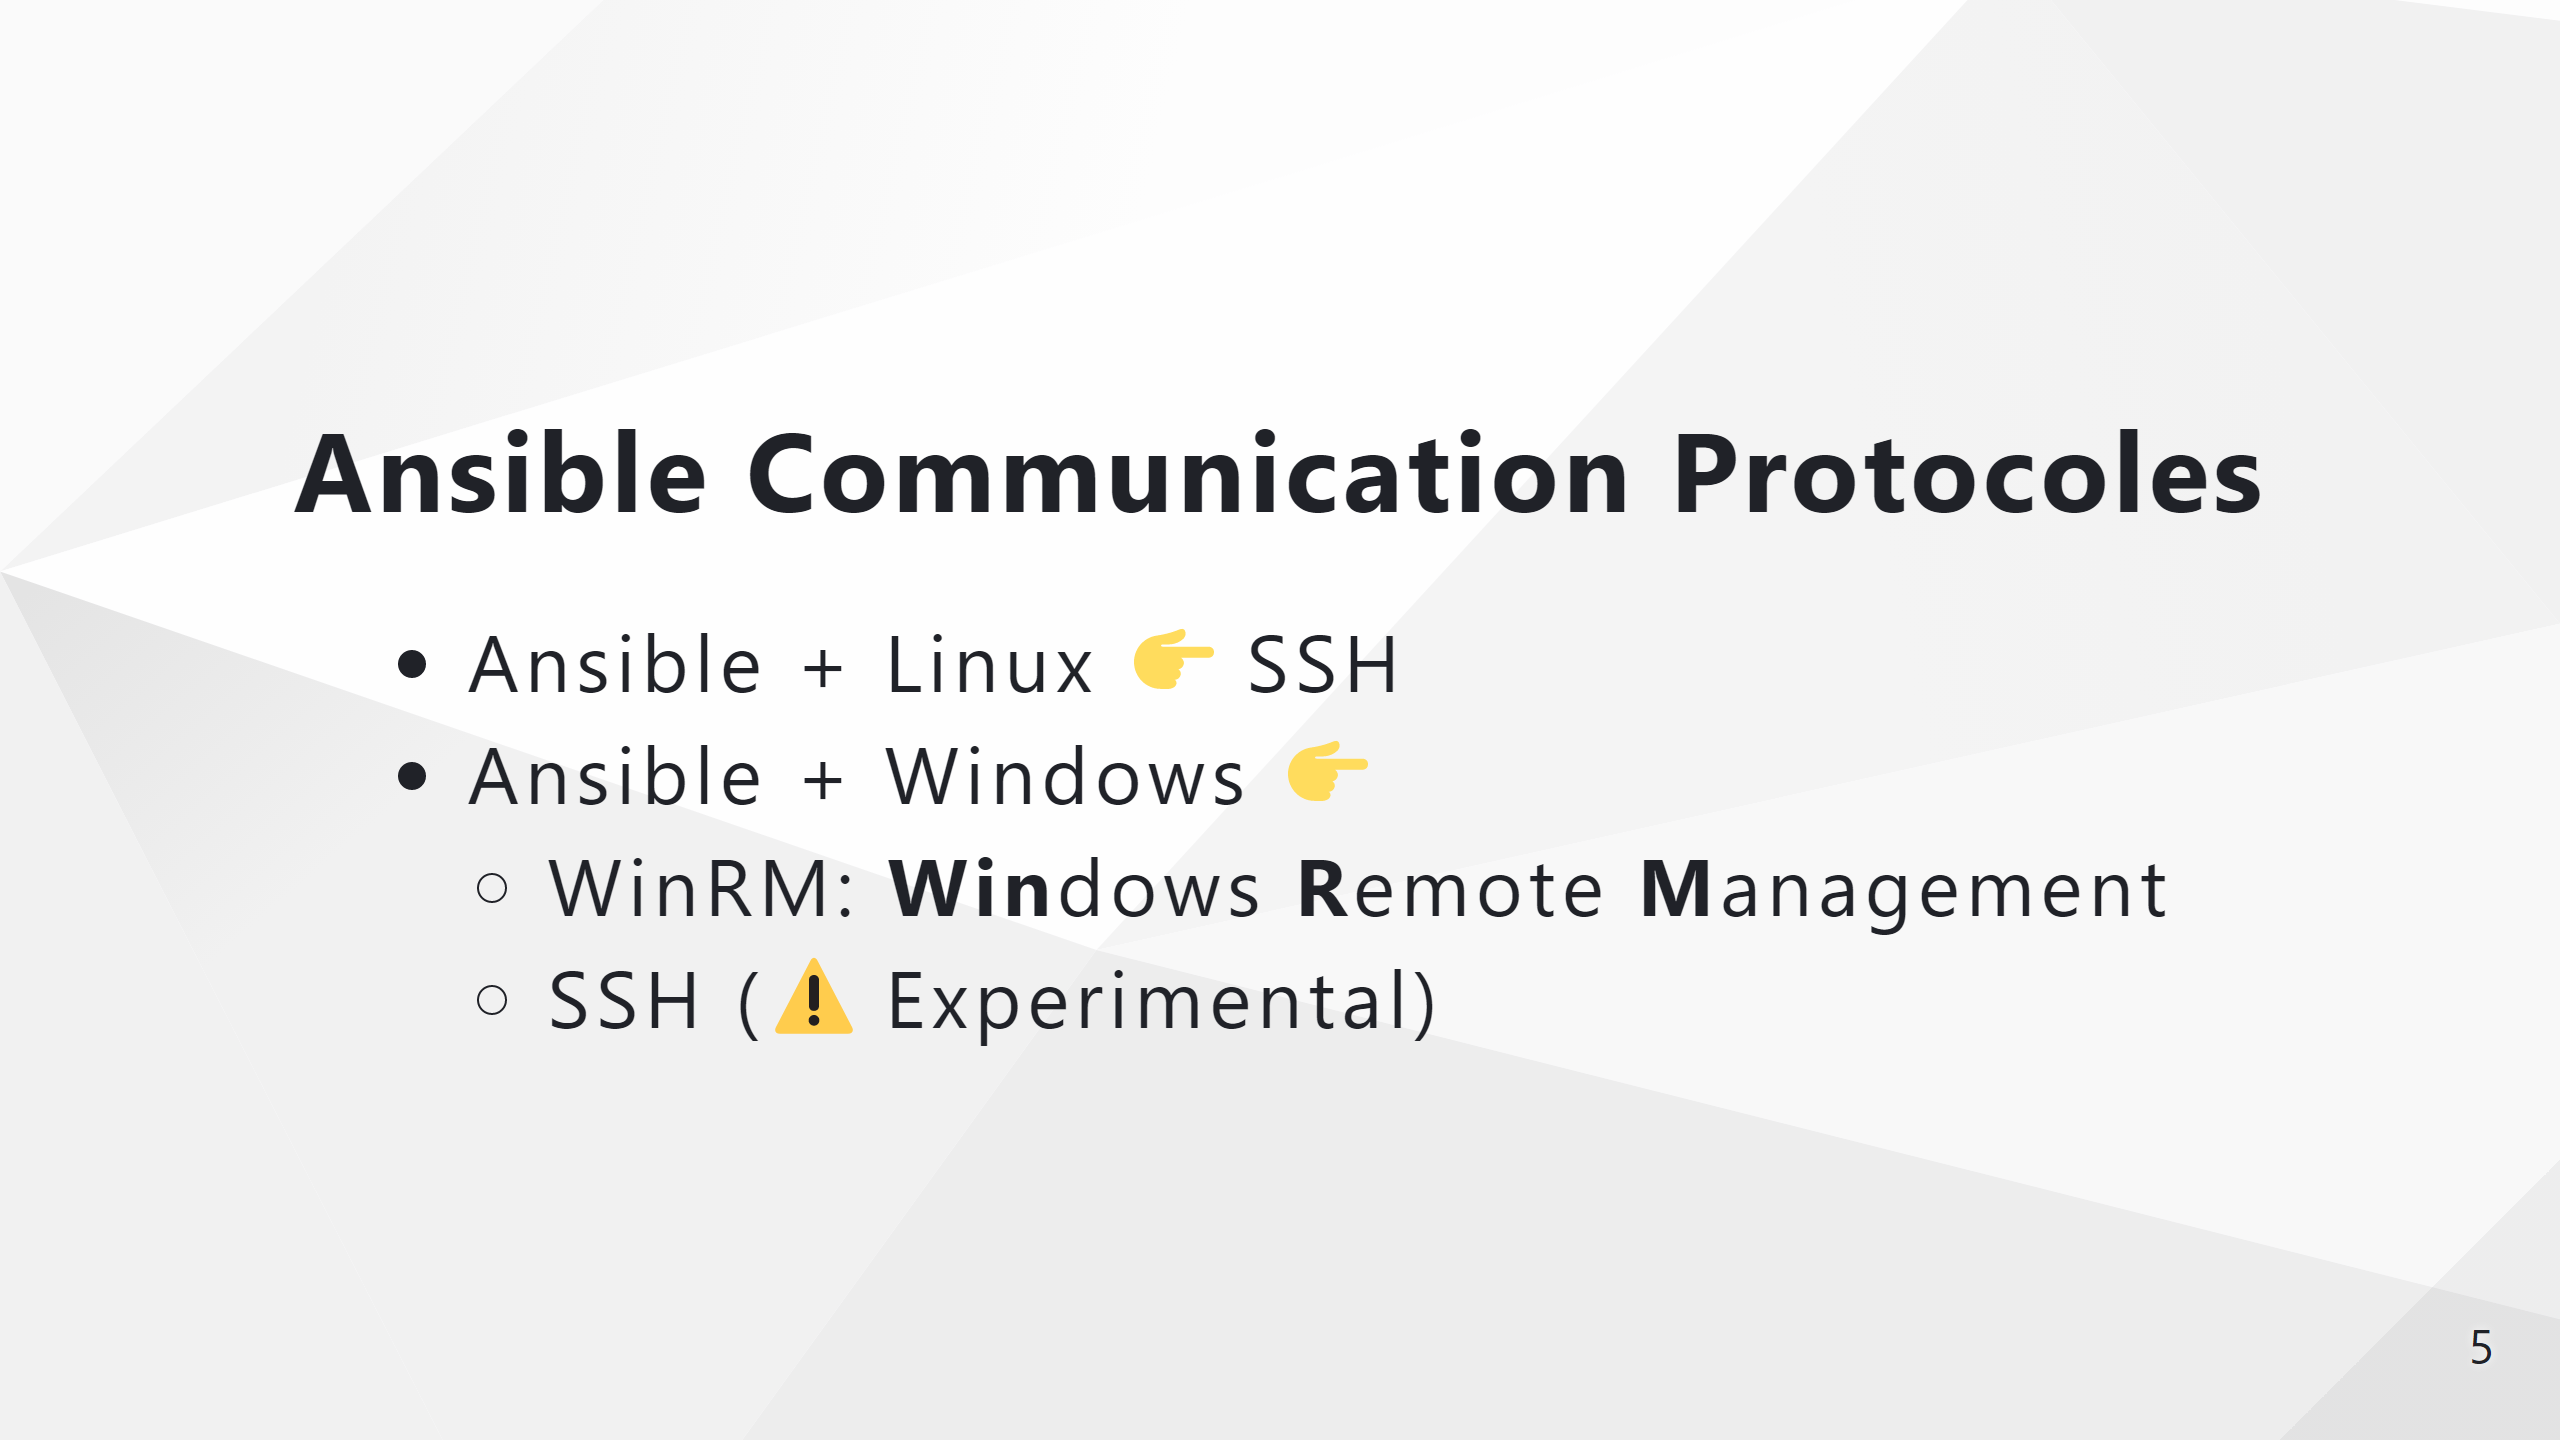 Ansible Communication Protocoles
• Ansible + Linux 👉 SSH
• Ansible + Windows 👉
○ WinRM: Windows Remote Management
○ SSH (⚠️ Experimental)
5